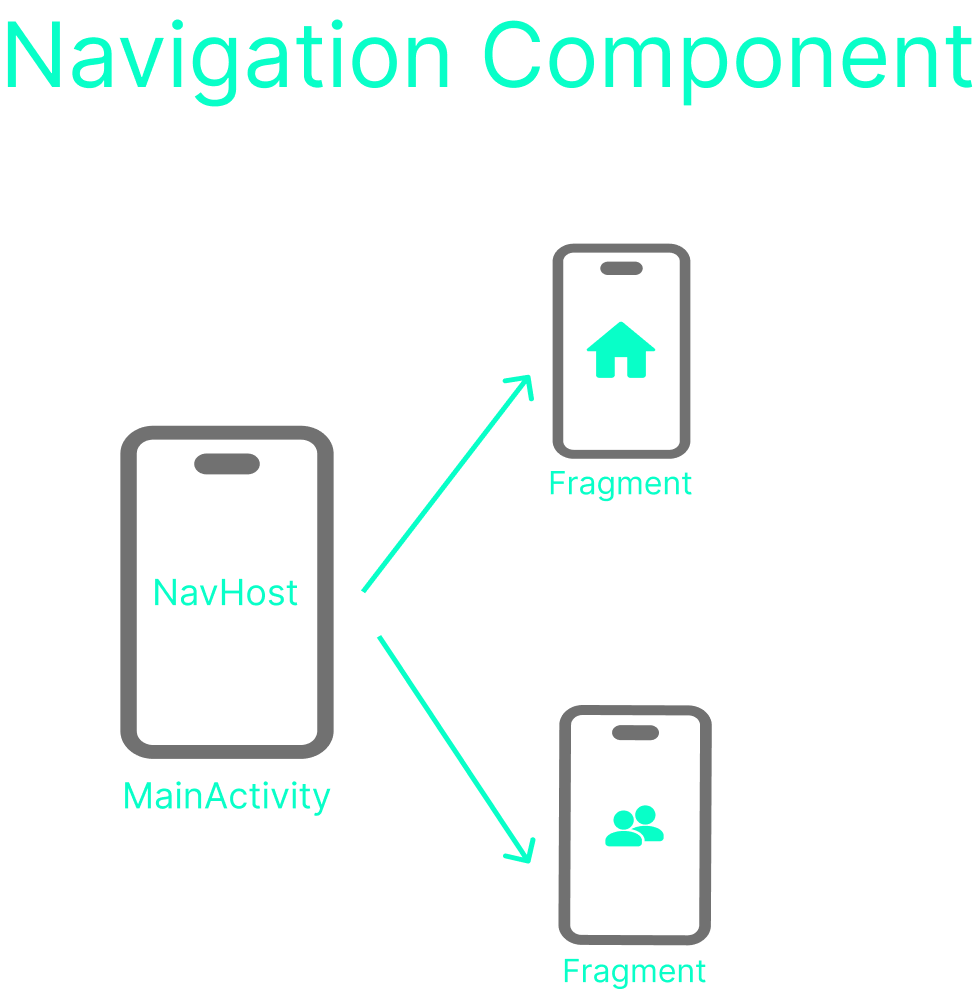 Navigation Component
Fragment
NavHost
MainActivity
Fragment